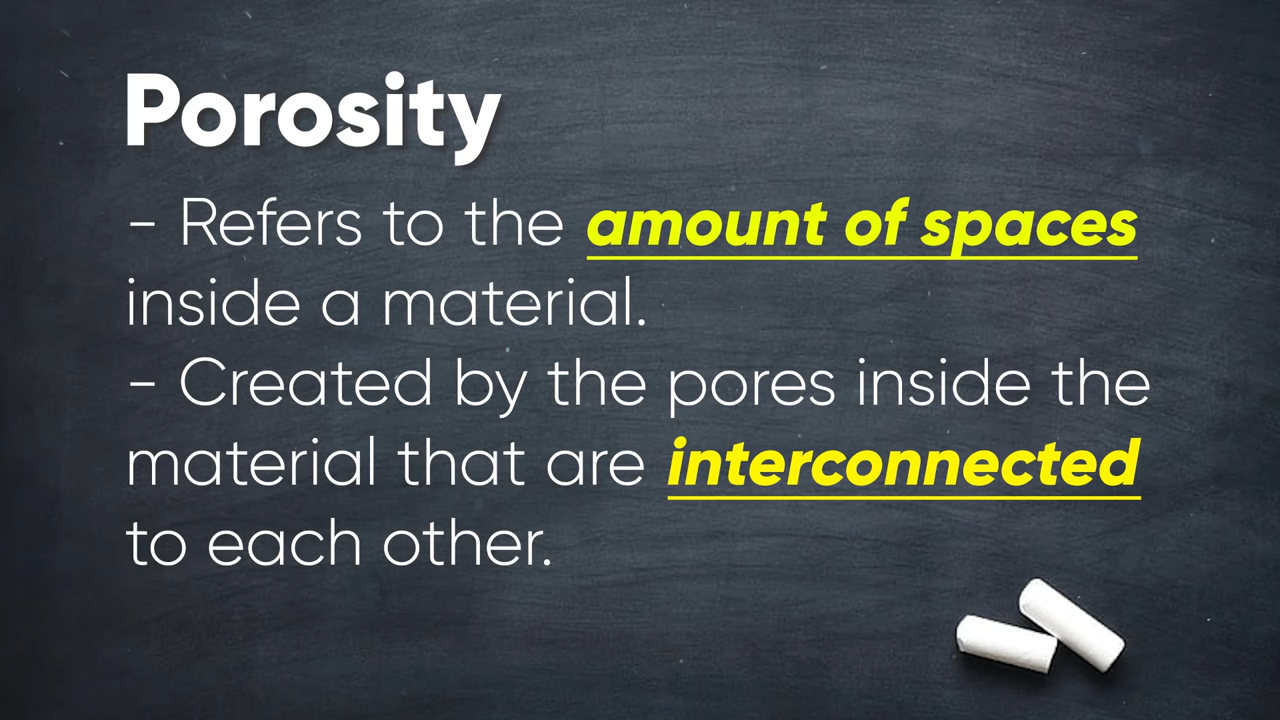 Porosity
- Refers to the amount of spaces
inside a material.
- Created by the pores inside the
material that are interconnected
to each other.